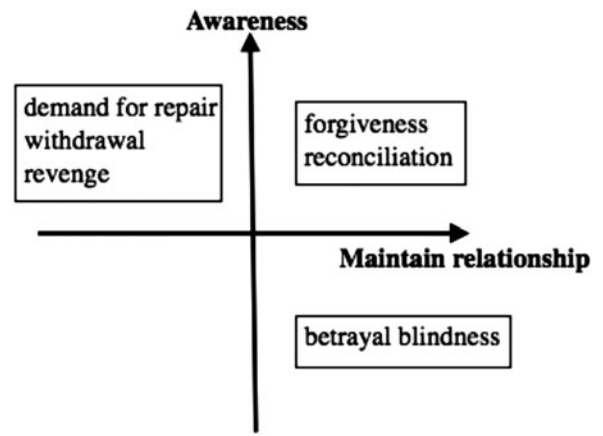 Awareness
demand for repair
withdrawal
revenge
forgiveness
reconciliation
Maintain relationship
betrayal blindness